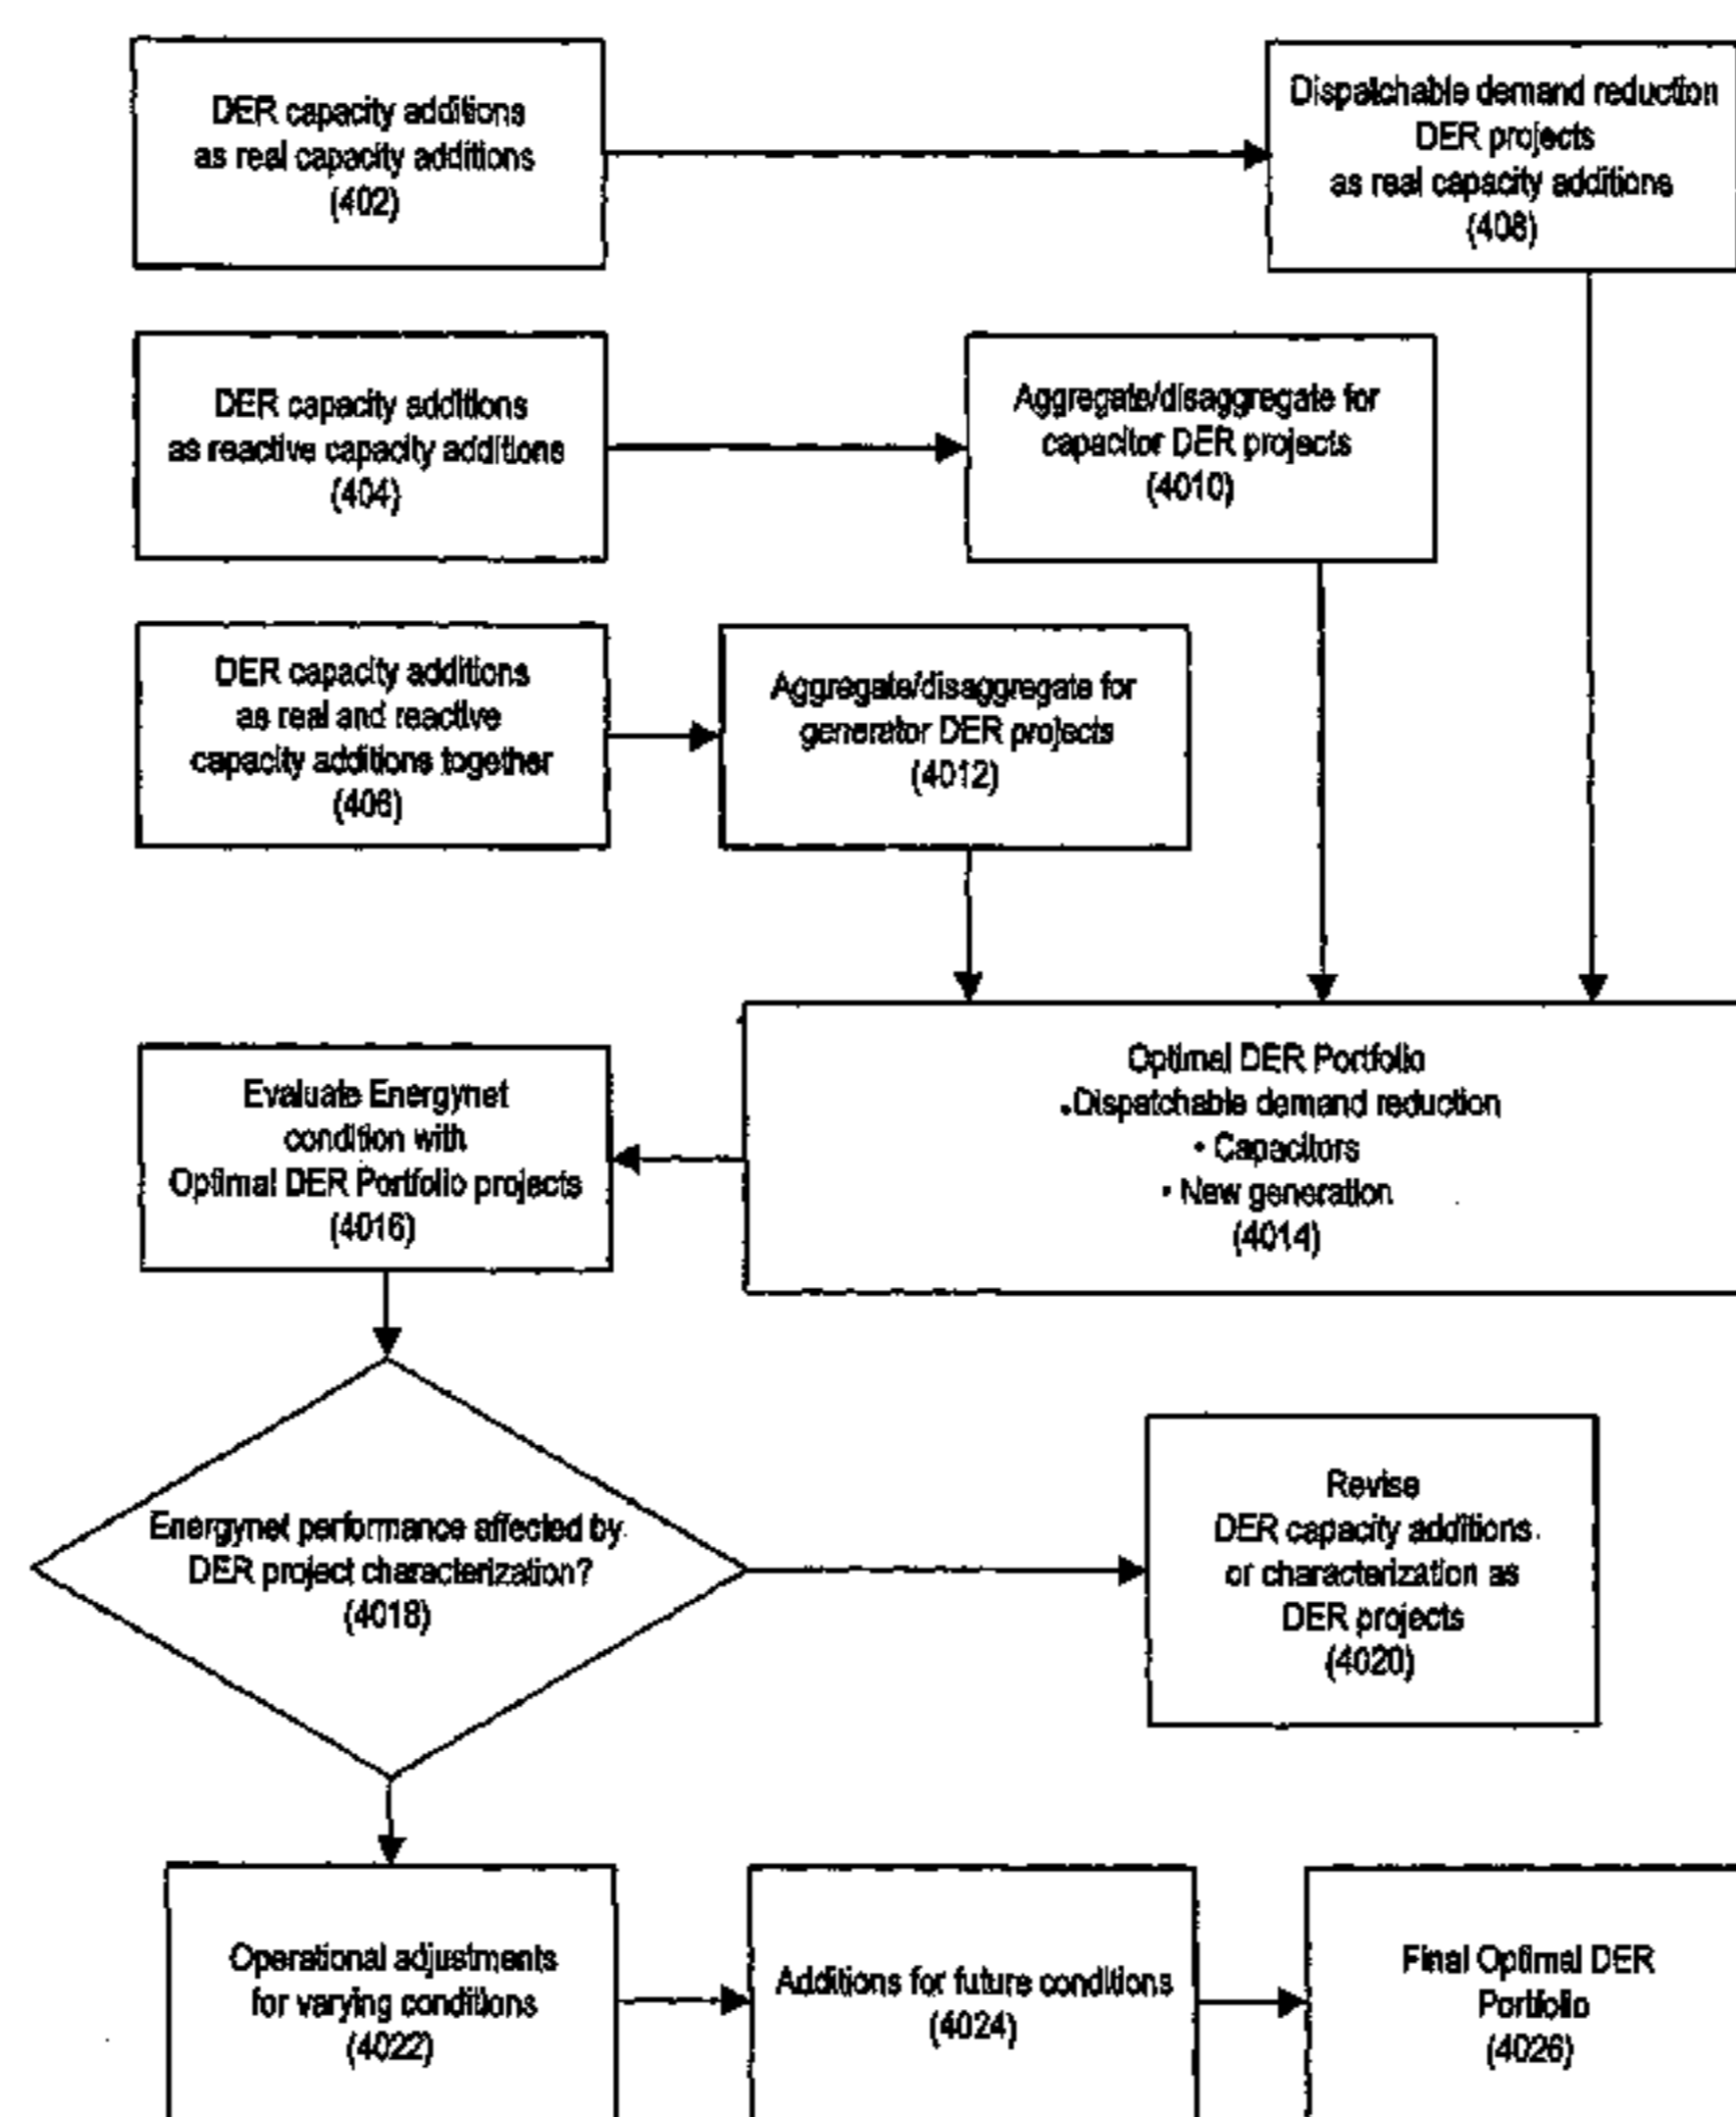 DER capacity additions
as real capacity additions
(402)
Dispatchable demand reduction
DER projects
as real capacity additions
(408)
DER capacity additions
as reactive capacity additions
(404)
Aggregate/disaggregate for
capacitor DER projects
(4010)
DER capacity additions
as real and reactive
capacity additions together
(406)
Aggregate/disaggregate for
generator DER projects
(4012)
Optimal DER Portfolio
•Dispatchable demand reduction
• Capacitors
• New generation
(4014)
Evaluate Energynet
condition with
Optimal DER Portfolio projects
(4016)
Energynet performance affected by
DER project characterization?
(4018)
Revise
DER capacity additions
or characterization as
DER projects
(4020)
Operational adjustments
for varying conditions
(4022)
Additions for future conditions
(4024)
Final Optimal DER
Portfolio
(4026)